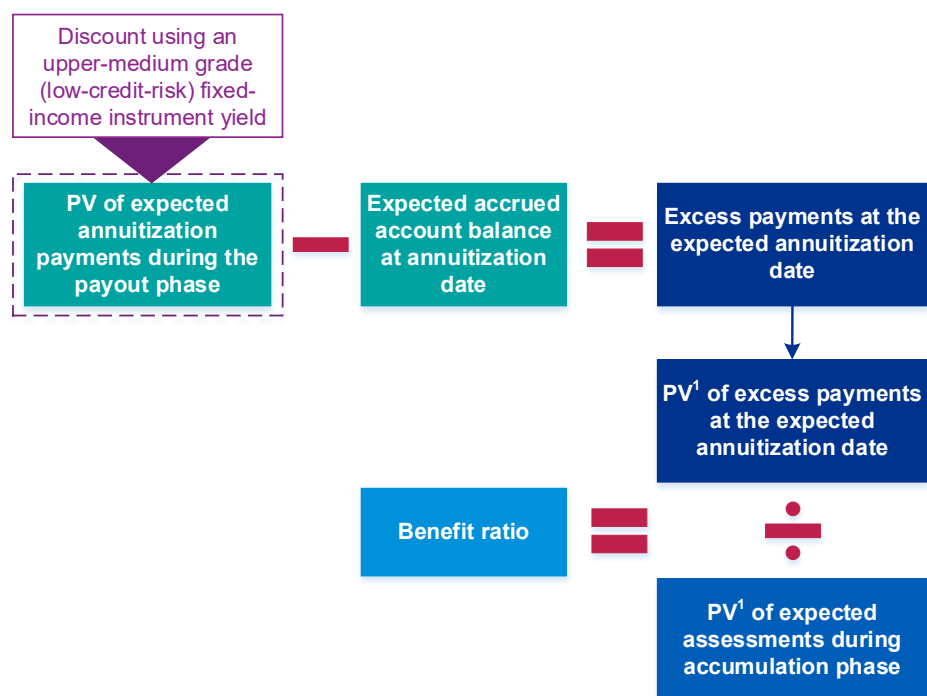 Discount using an
upper-medium grade
(low-credit-risk) fixed-
income instrument yield
PV of expected
annuitization
payments during the
payout phase
Expected accrued
account balance
at annuitization
date
Excess payments at the
expected annuitization
date
PV¹ of excess payments
at the expected
annuitization date
Benefit ratio
PV¹ of expected
assessments during
accumulation phase